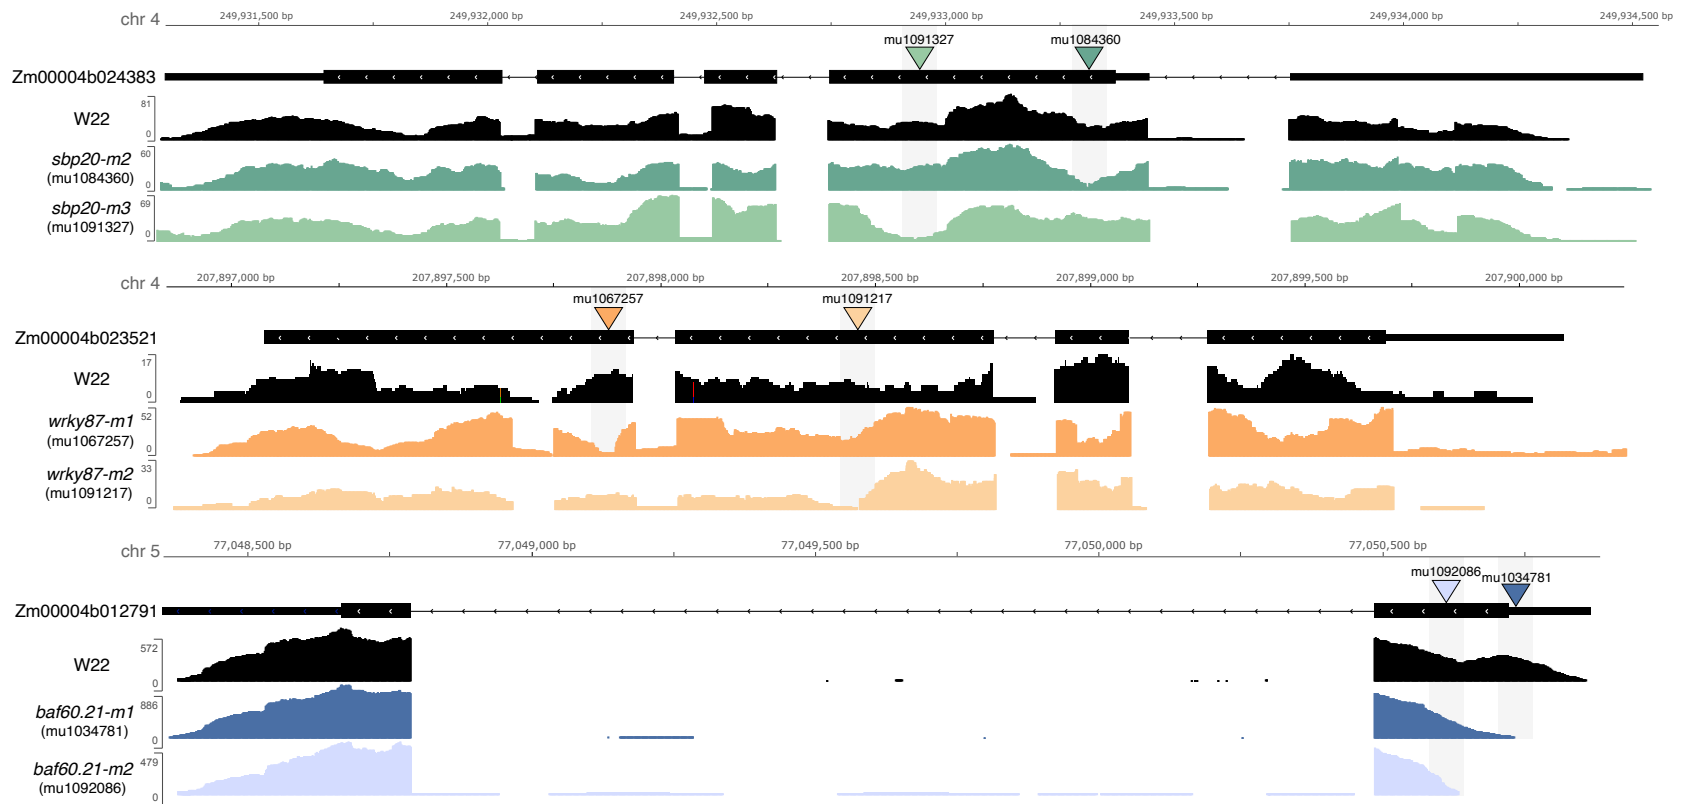 chr 4
249,931,500 bp 249,932,000 bp 249,932,500 bp 249,933,000 bp 249,933,500 bp 249,934,000 bp 249,934,500 bp
mu1091327 mu1084360
Zm00004b024383
W22
81
0
sbp20-m2
(mu1084360)
60
0
sbp20-m3
(mu1091327)
69
0
chr 4
207,897,000 bp 207,897,500 bp 207,898,000 bp 207,898,500 bp 207,899,000 bp 207,899,500 bp 207,900,000 bp
mu1067257 mu1091217
Zm00004b023521
W22
17
0
wrky87-m1
(mu1067257)
52
0
wrky87-m2
(mu1091217)
33
0
chr 5
77,048,500 bp 77,049,000 bp 77,049,500 bp 77,050,000 bp 77,050,500 bp
mu1092086 mu1034781
Zm00004b012791
W22
572
0
baf60.21-m1
(mu1034781)
886
0
baf60.21-m2
(mu1092086)
479
0